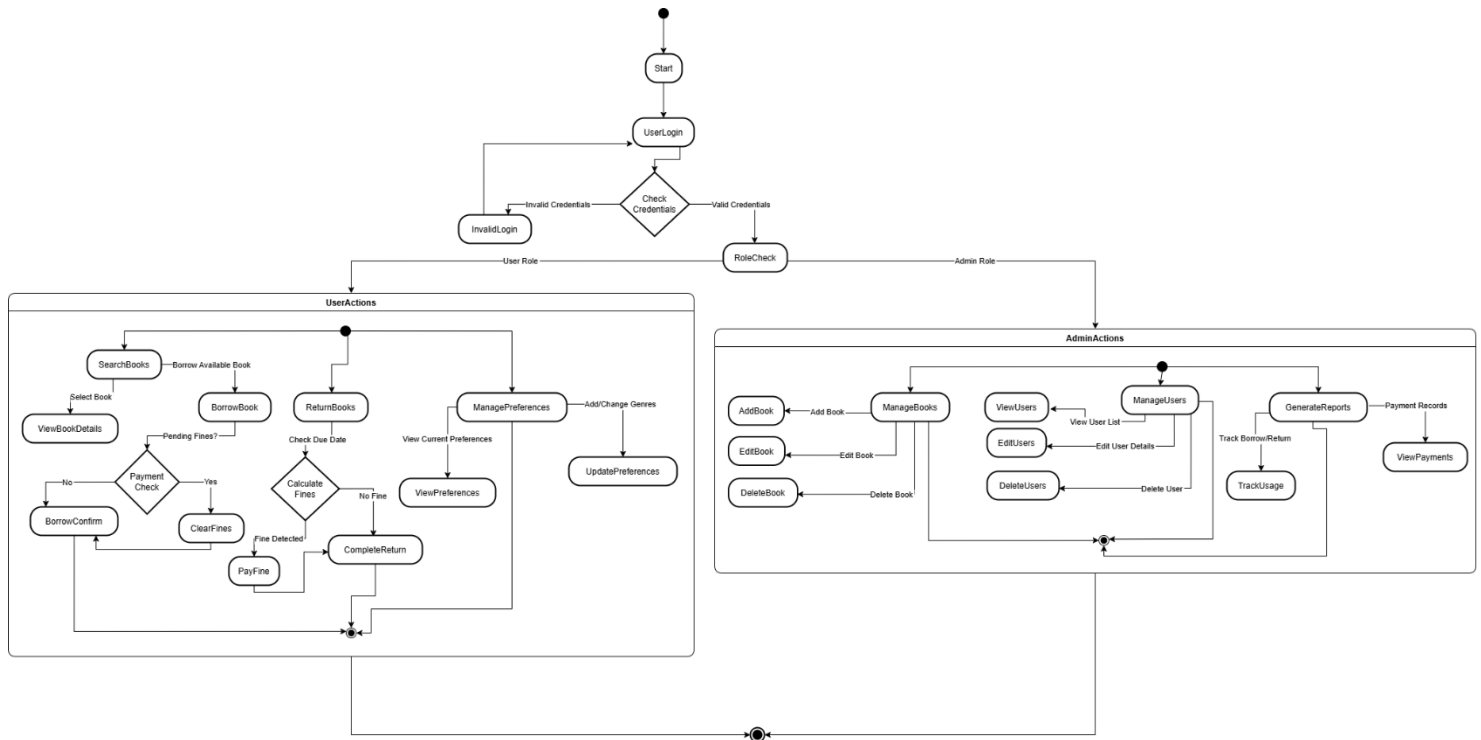 Start
UserLogin
Check
Credentials
Invalid Credentials
Valid Credentials
InvalidLogin
RoleCheck
User Role
Admin Role
UserActions
SearchBooks
Borrow Available Book
Select Book
ViewBookDetails
BorrowBook
Pending Fines?
Payment
Check
No
Yes
BorrowConfirm
ClearFines
ReturnBooks
Check Due Date
Calculate
Fines
No Fine
Fine Detected
PayFine
CompleteReturn
ManagePreferences
Add/Change Genres
View Current Preferences
ViewPreferences
UpdatePreferences
AdminActions
AddBook
Add Book
ManageBooks
EditBook
Edit Book
DeleteBook
Delete Book
ViewUsers
View User List
ManageUsers
EditUsers
Edit User Details
DeleteUsers
Delete User
GenerateReports
Payment Records
Track Borrow/Return
TrackUsage
ViewPayments